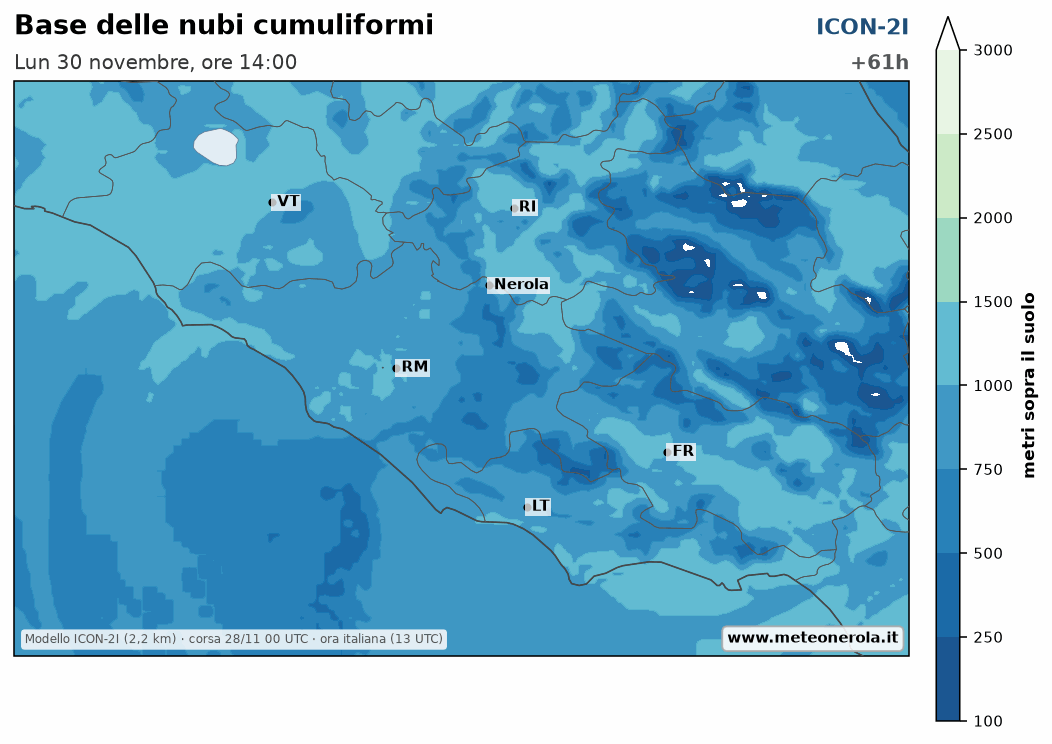 Base delle nubi cumuliformi
ICON-2I
Lun 30 novembre, ore 14:00
+61h
3000
2500
2000
1500
1000
750
500
250
100
metri sopra il suolo
VT
RI
Nerola
RM
FR
LT
Modello ICON-2I (2,2 km) · corsa 28/11 00 UTC · ora italiana (13 UTC)
www.meteonerola.it